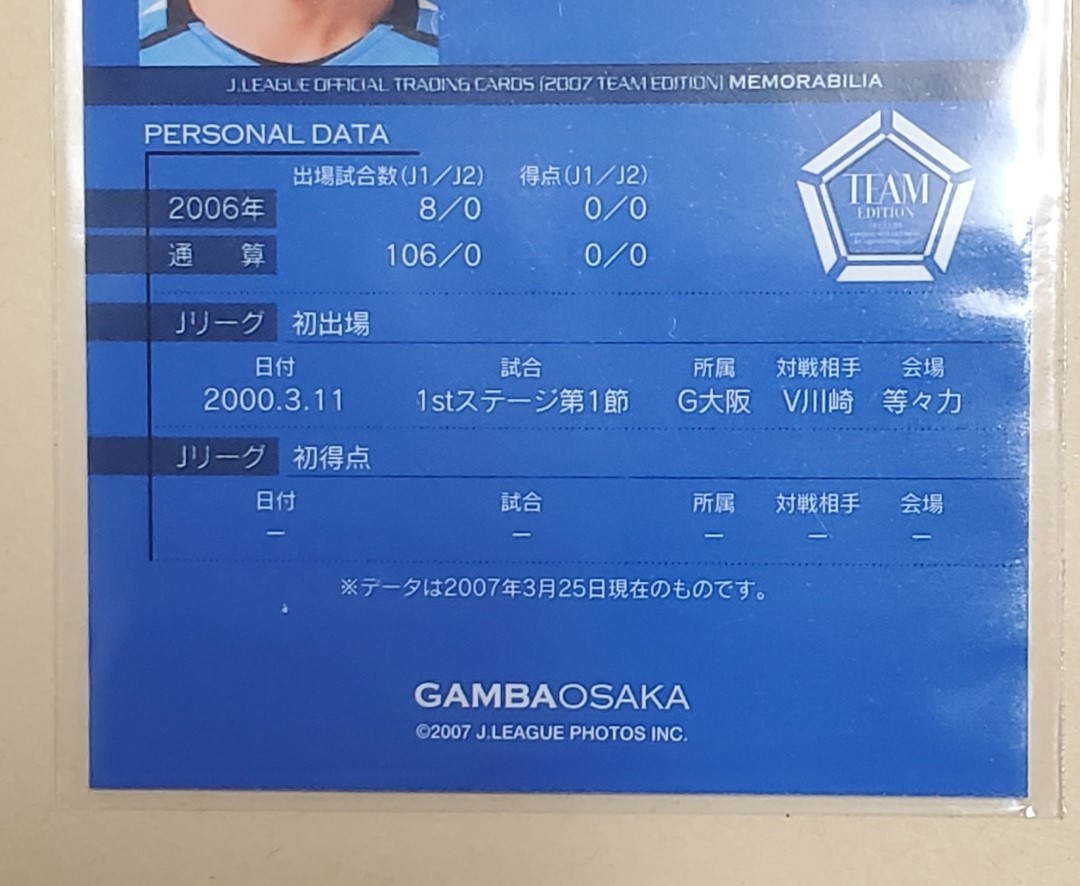 J.LEAGUE OFFICIAL TRADING CARDS [2007 TEAM EDITION] MEMORABILIA
PERSONAL DATA
TEAM
EDITION
出場試合数(J1/J2) 得点(J1/J2)
2006年 8/0 0/0
通 算 106/0 0/0
Jリーグ 初出場
日付 試合 所属 対戦相手 会場
2000.3.11 1stステージ第1節 G大阪 V川崎 等々力
Jリーグ 初得点
日付 試合 所属 対戦相手 会場
− − − − −
※データは2007年3月25日現在のものです。
GAMBAOSAKA
©2007 J.LEAGUE PHOTOS INC.